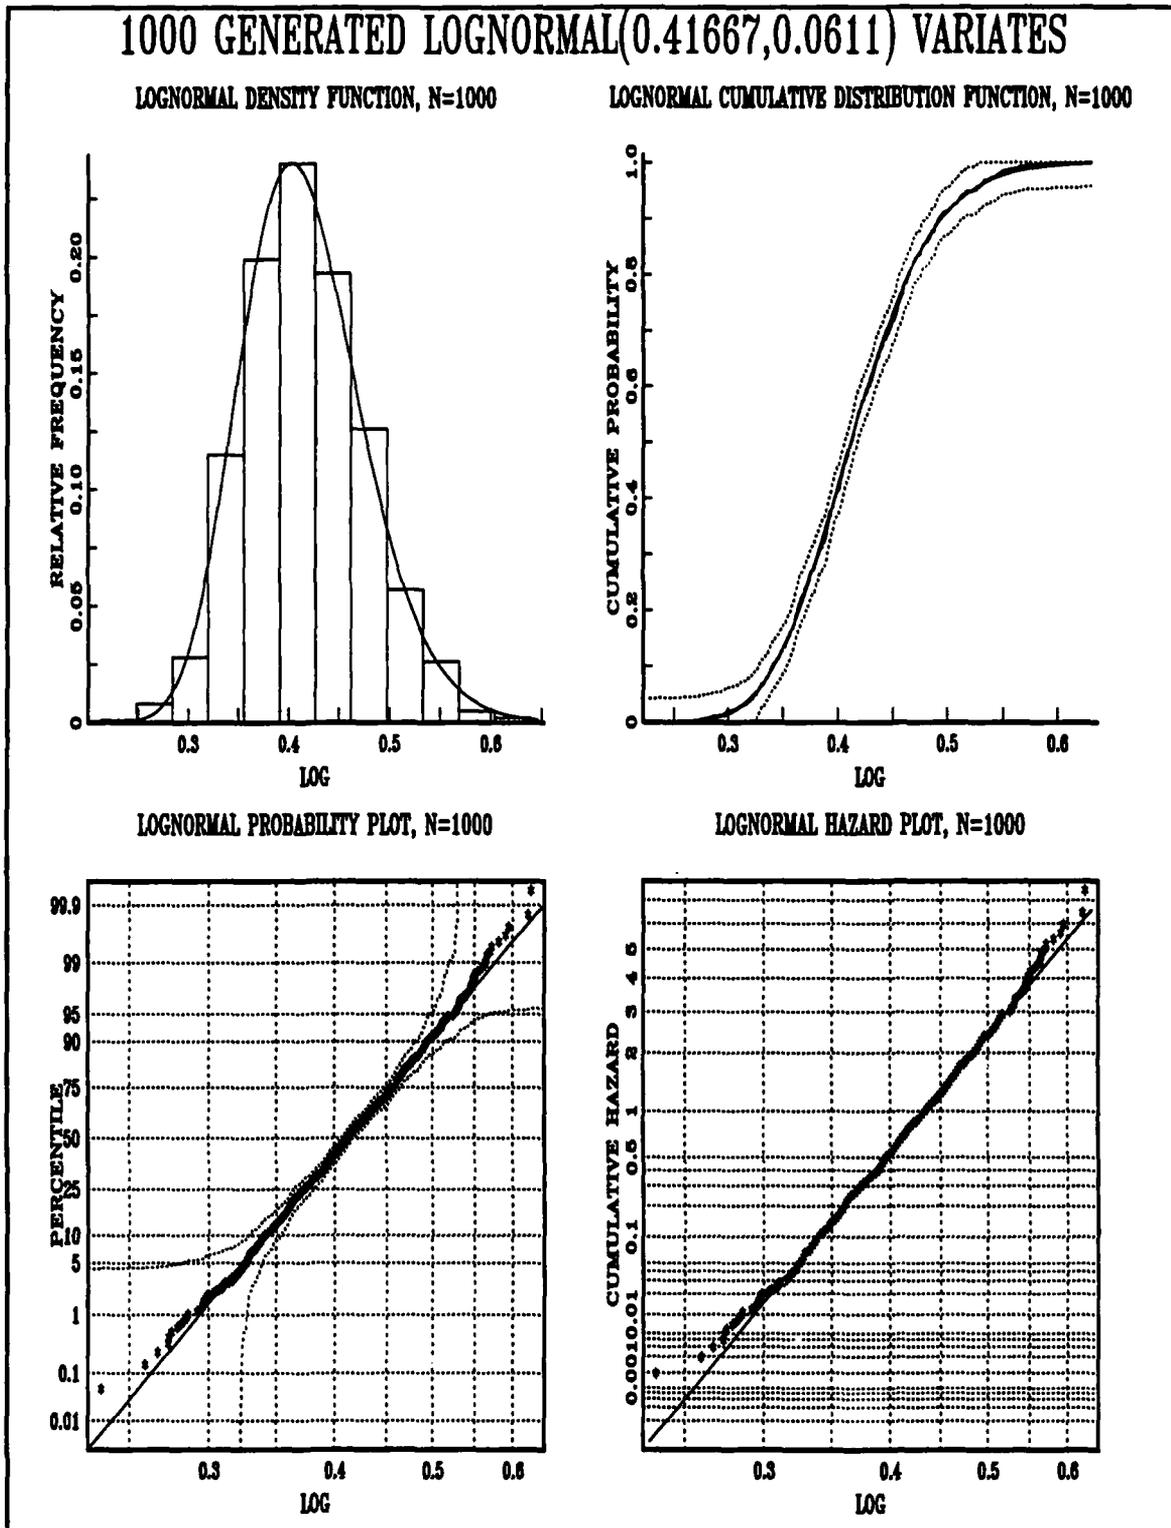 1000 GENERATED LOGNORMAL(0.41667,0.0611) VARIATES
LOGNORMAL DENSITY FUNCTION, N=1000
RELATIVE FREQUENCY
0.20
0.15
0.10
0.05
0
0.3 0.4 0.5 0.6
LOG
LOGNORMAL CUMULATIVE DISTRIBUTION FUNCTION, N=1000
CUMULATIVE PROBABILITY
1.0
0.8
0.6
0.4
0.2
0
0.3 0.4 0.5 0.6
LOG
LOGNORMAL PROBABILITY PLOT, N=1000
PERCENTILE
99.9
99
95
90
75
50
25
10
5
1
0.1
0.01
0.3 0.4 0.5 0.6
LOG
LOGNORMAL HAZARD PLOT, N=1000
CUMULATIVE HAZARD
5
4
3
2
1
0.5
0.1
0.01
0.001
0.3 0.4 0.5 0.6
LOG